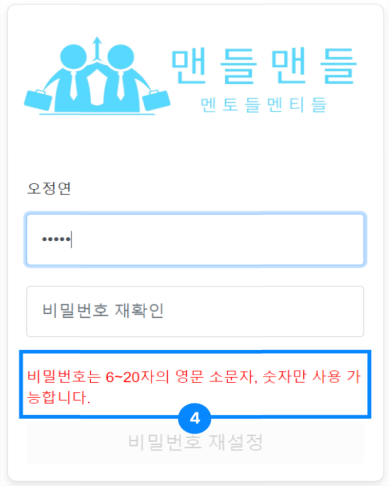 맨들맨들
멘토들멘티들
오정연
•••••
비밀번호 재확인
비밀번호는 6~20자의 영문 소문자, 숫자만 사용 가
능합니다.
4
비밀번호 재설정